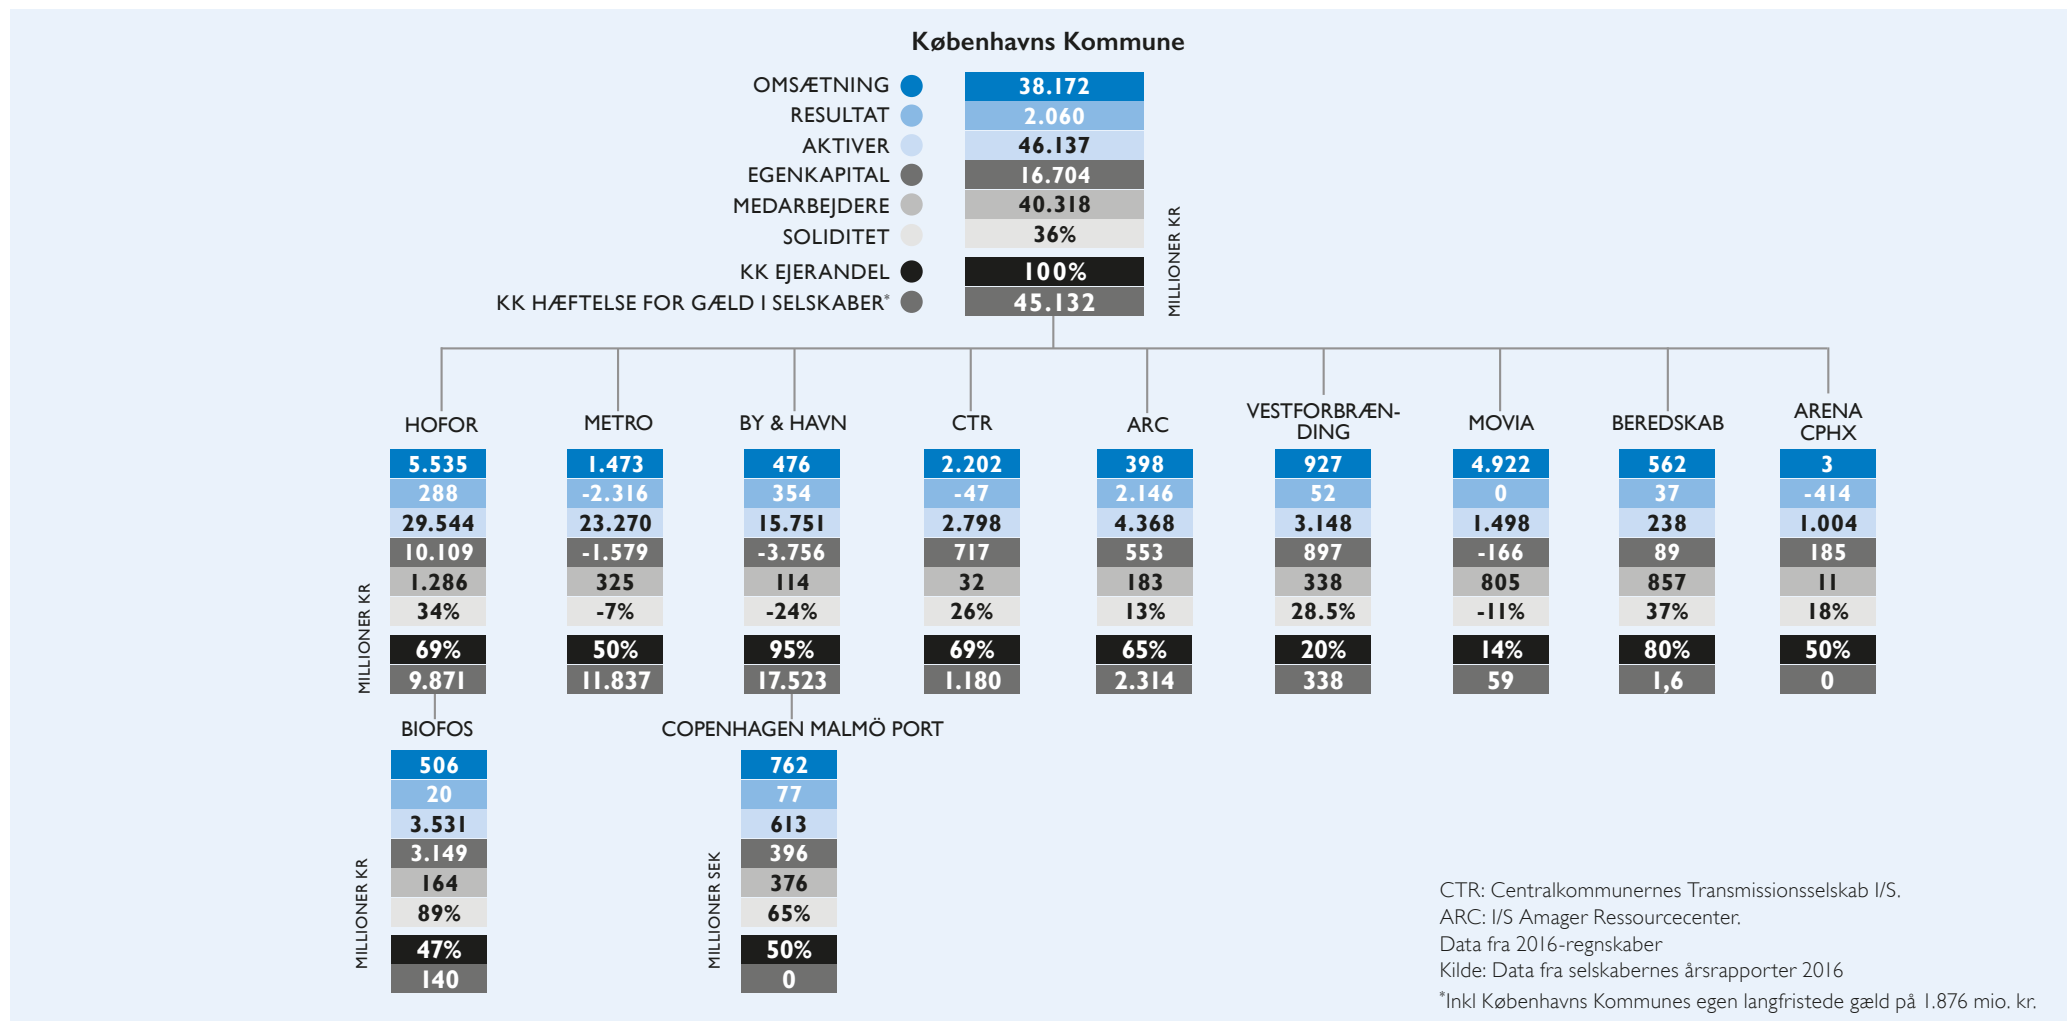 Københavns Kommune
OMSÆTNING 38.172
RESULTAT 2.060
AKTIVER 46.137
EGENKAPITAL 16.704
MEDARBEJDERE 40.318
SOLIDITET 36%
KK EJERANDEL 100%
KK HÆFTELSE FOR GÆLD I SELSKABER* 45.132
MILLIONER KR
HOFOR
5.535
288
29.544
10.109
1.286
34%
69%
9.871
MILLIONER KR
METRO
1.473
-2.316
23.270
-1.579
325
-7%
50%
11.837
BY & HAVN
476
354
15.751
-3.756
114
-24%
95%
17.523
CTR
2.202
-47
2.798
717
32
26%
69%
1.180
ARC
398
2.146
4.368
553
183
13%
65%
2.314
VESTFORBRÆN-
DING
927
52
3.148
897
338
28.5%
20%
338
MOVIA
4.922
0
1.498
-166
805
-11%
14%
59
BEREDSKAB
562
37
238
89
857
37%
80%
1,6
ARENA
CPHX
3
-414
1.004
185
11
18%
50%
0
BIOFOS
506
20
3.531
3.149
164
89%
47%
140
MILLIONER KR
COPENHAGEN MALMÖ PORT
762
77
613
396
376
65%
50%
0
MILLIONER SEK
CTR: Centralkommunernes Transmissionsselskab I/S.
ARC: I/S Amager Ressourcecenter.
Data fra 2016-regnskaber
Kilde: Data fra selskabernes årsrapporter 2016
*Inkl Københavns Kommunes egen langfristede gæld på 1.876 mio. kr.